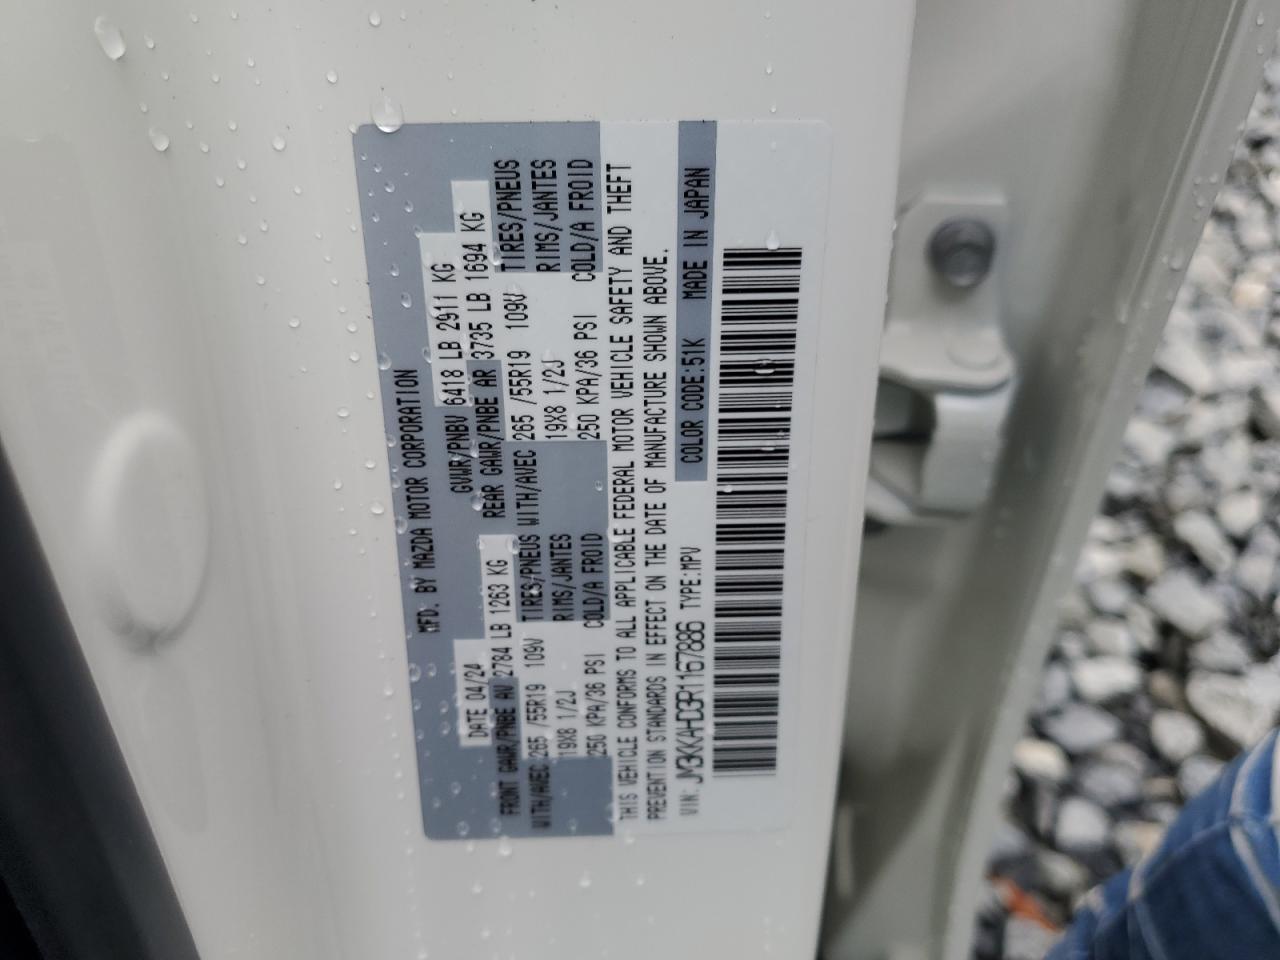 MFD. BY MAZDA MOTOR CORPORATION
DATE 04/24 GVWR/PNBV 6418 LB 2911 KG
FRONT GAWR/PNBE AV 2784 LB 1263 KG REAR GAWR/PNBE AR 3735 LB 1694 KG
WITH/AVEC 265 /55R19 109V TIRES/PNEUS WITH/AVEC 265 /55R19 109V TIRES/PNEUS
19X8 1/2J RIMS/JANTES 19X8 1/2J RIMS/JANTES
250 KPA/36 PSI COLD/A FROID 250 KPA/36 PSI COLD/A FROID
THIS VEHICLE CONFORMS TO ALL APPLICABLE FEDERAL MOTOR VEHICLE SAFETY AND THEFT
PREVENTION STANDARDS IN EFFECT ON THE DATE OF MANUFACTURE SHOWN ABOVE.
VIN: JM3KKAHD3R1167886 TYPE:MPV COLOR CODE:51K MADE IN JAPAN